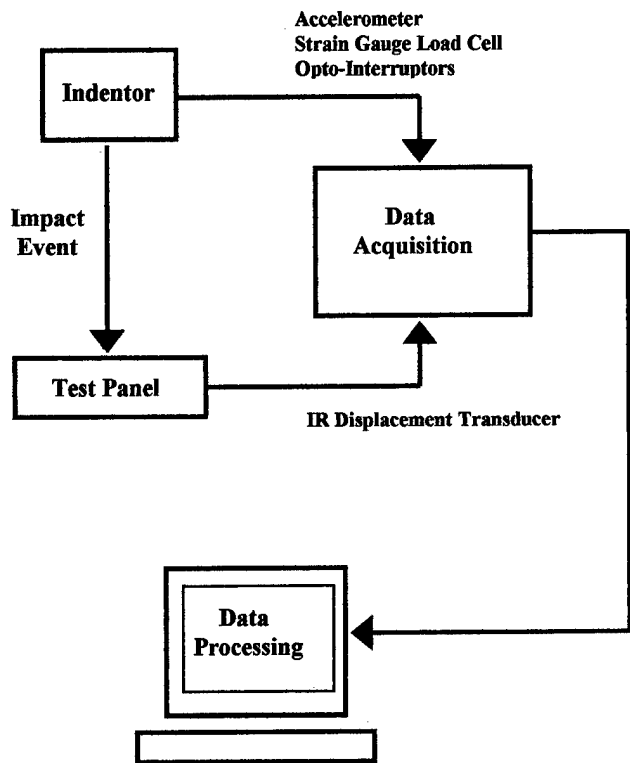 Accelerometer
Strain Gauge Load Cell
Opto-Interruptors
Indentor
Data
Acquisition
Impact
Event
Test Panel
IR Displacement Transducer
Data
Processing